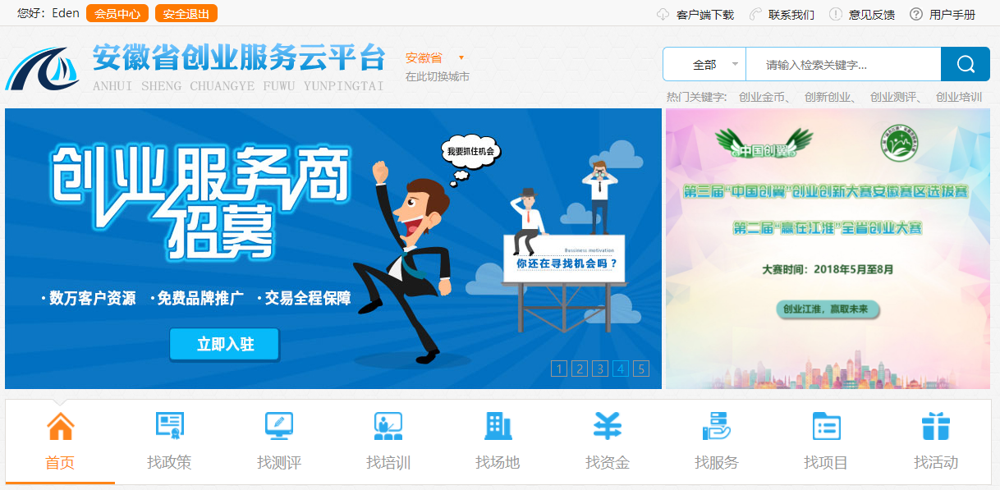 您好：Eden 会员中心 安全退出 客户端下载 联系我们 意见反馈 用户手册
安徽省创业服务云平台
ANHUI SHENG CHUANGYE FUWU YUNPINGTAI
安徽省
在此切换城市
全部 请输入检索关键字...
热门关键字: 创业金币、 创新创业、 创业测评、 创业培训
创业服务商
招募
·数万客户资源 ·免费品牌推广 ·交易全程保障
立即入驻
我要抓住机会
Bussiness motivation
你还在寻找机会吗？
1 2 3 4 5
中国创翼
第三届“中国创翼”创业创新大赛安徽赛区选拔赛
第二届“赢在江淮”全省创业大赛
大赛时间：2018年5月至8月
创业江淮，赢取未来
首页 找政策 找测评 找培训 找场地 找资金 找服务 找项目 找活动